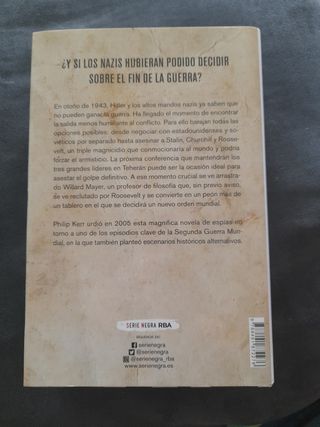 ¿Y SI LOS NAZIS HUBIERAN PODIDO DECIDIR
SOBRE EL FIN DE LA GUERRA?
En otoño de 1943, Hitler y los altos mandos nazis ya saben que
no pueden ganar la guerra. Ha llegado el momento de encontrar
la salida menos humillante al conflicto. Para ello barajan todas las
opciones posibles: desde negociar con estadounidenses y so-
viéticos por separado hasta asesinar a Stalin, Churchill y Roose-
velt, un triple magnicidio que conmocionaría al mundo y podría
forzar el armisticio. La próxima conferencia que mantendrán los
tres grandes líderes en Teherán puede ser la ocasión ideal para
asestar el golpe definitivo. A ese momento crucial se ve arrastra-
do Willard Mayer, un profesor de filosofía que, sin previo aviso,
se ve reclutado por Roosevelt y se convierte en un peón más de
un tablero en el que se decidirá un nuevo orden mundial.
Philip Kerr urdió en 2005 esta magnífica novela de espías en
torno a uno de los episodios clave de la Segunda Guerra Mun-
dial, en la que también planteó escenarios históricos alternativos.
SERIE NEGRA RBA
SÍGUENOS EN:
@serienegra
@serienegra_rba
www.serienegra.es